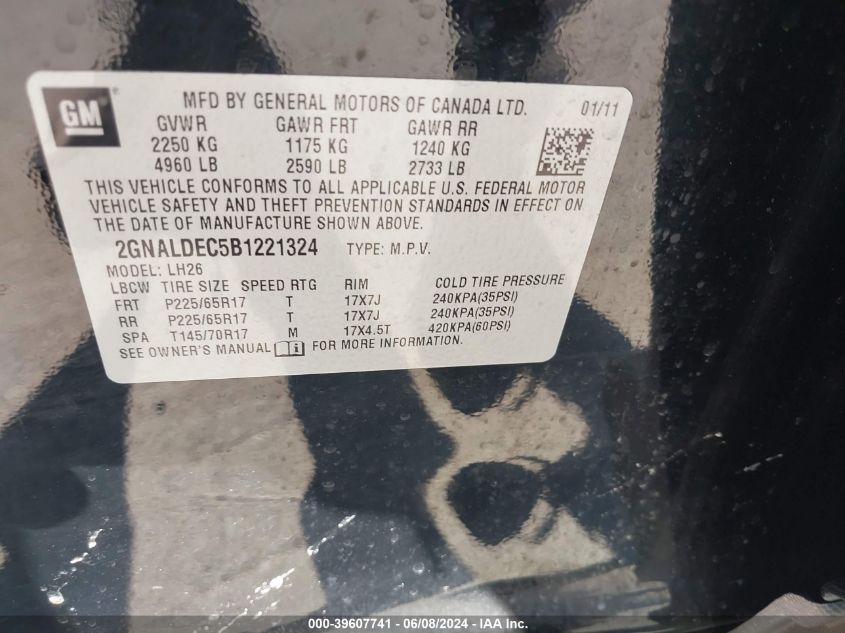 GM
MFD BY GENERAL MOTORS OF CANADA LTD. 01/11
GVWR GAWR FRT GAWR RR
2250 KG 1175 KG 1240 KG
4960 LB 2590 LB 2733 LB
THIS VEHICLE CONFORMS TO ALL APPLICABLE U.S. FEDERAL MOTOR
VEHICLE SAFETY AND THEFT PREVENTION STANDARDS IN EFFECT ON
THE DATE OF MANUFACTURE SHOWN ABOVE.
2GNALDEC5B1221324 TYPE: M.P.V.
MODEL: LH26
LBCW TIRE SIZE SPEED RTG RIM COLD TIRE PRESSURE
FRT P225/65R17 T 17X7J 240KPA(35PSI)
RR P225/65R17 T 17X7J 240KPA(35PSI)
SPA T145/70R17 M 17X4.5T 420KPA(60PSI)
SEE OWNER'S MANUAL i FOR MORE INFORMATION.
000-39607741 - 06/08/2024 - IAA Inc.